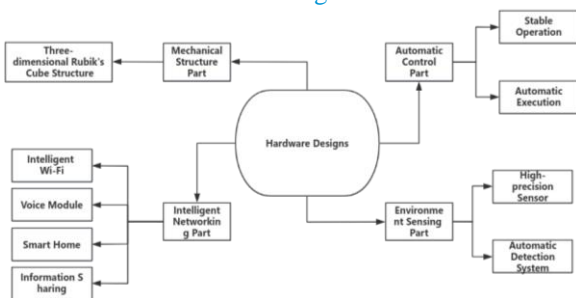 Three-
dimensional Rubik's
Cube Structure
Mechanical
Structure
Part
Automatic
Control
Part
Stable
Operation
Automatic
Execution
Hardware Designs
Intelligent
Wi-Fi
Voice Module
Smart Home
Information S
haring
Intelligent
Networkin
g Part
Environme
nt Sensing
Part
High-
precision
Sensor
Automatic
Detection
System